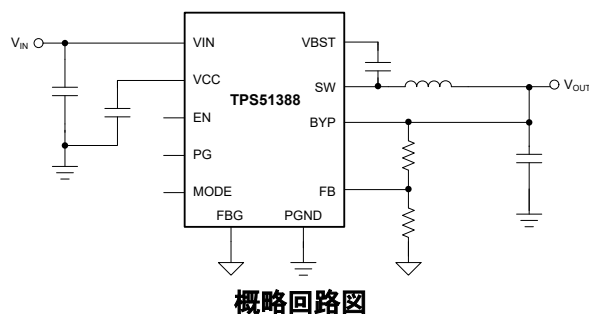 VIN
VBST
VIN
VCC
SW
VOUT
TPS51388
EN
BYP
PG
MODE
FB
FBG
PGND
概略回路図